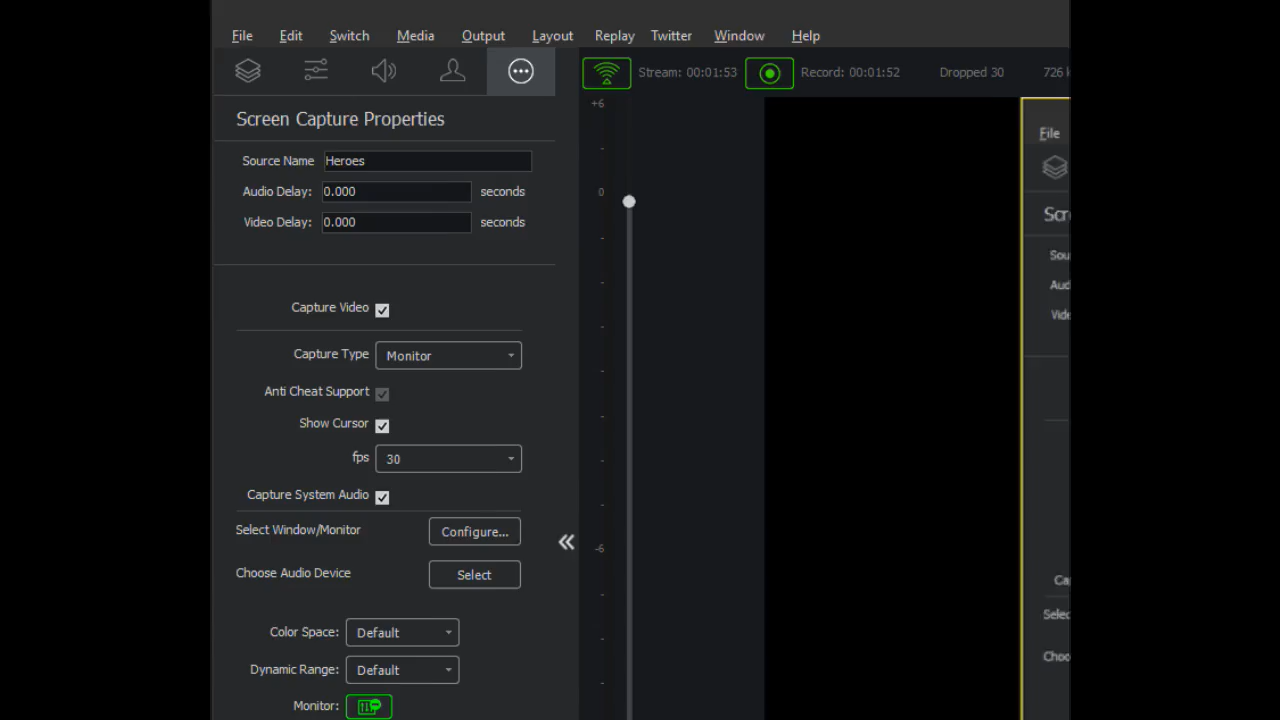 File Edit Switch Media Output Layout Replay Twitter Window Help
Stream: 00:01:53 Record: 00:01:52 Dropped 30 726
Screen Capture Properties
Source Name Heroes
Audio Delay: 0.000 seconds
Video Delay: 0.000 seconds
Capture Video
Capture Type Monitor
Anti Cheat Support
Show Cursor
fps 30
Capture System Audio
Select Window/Monitor Configure...
Choose Audio Device Select
Color Space: Default
Dynamic Range: Default
Monitor:
+6
0
-6
File